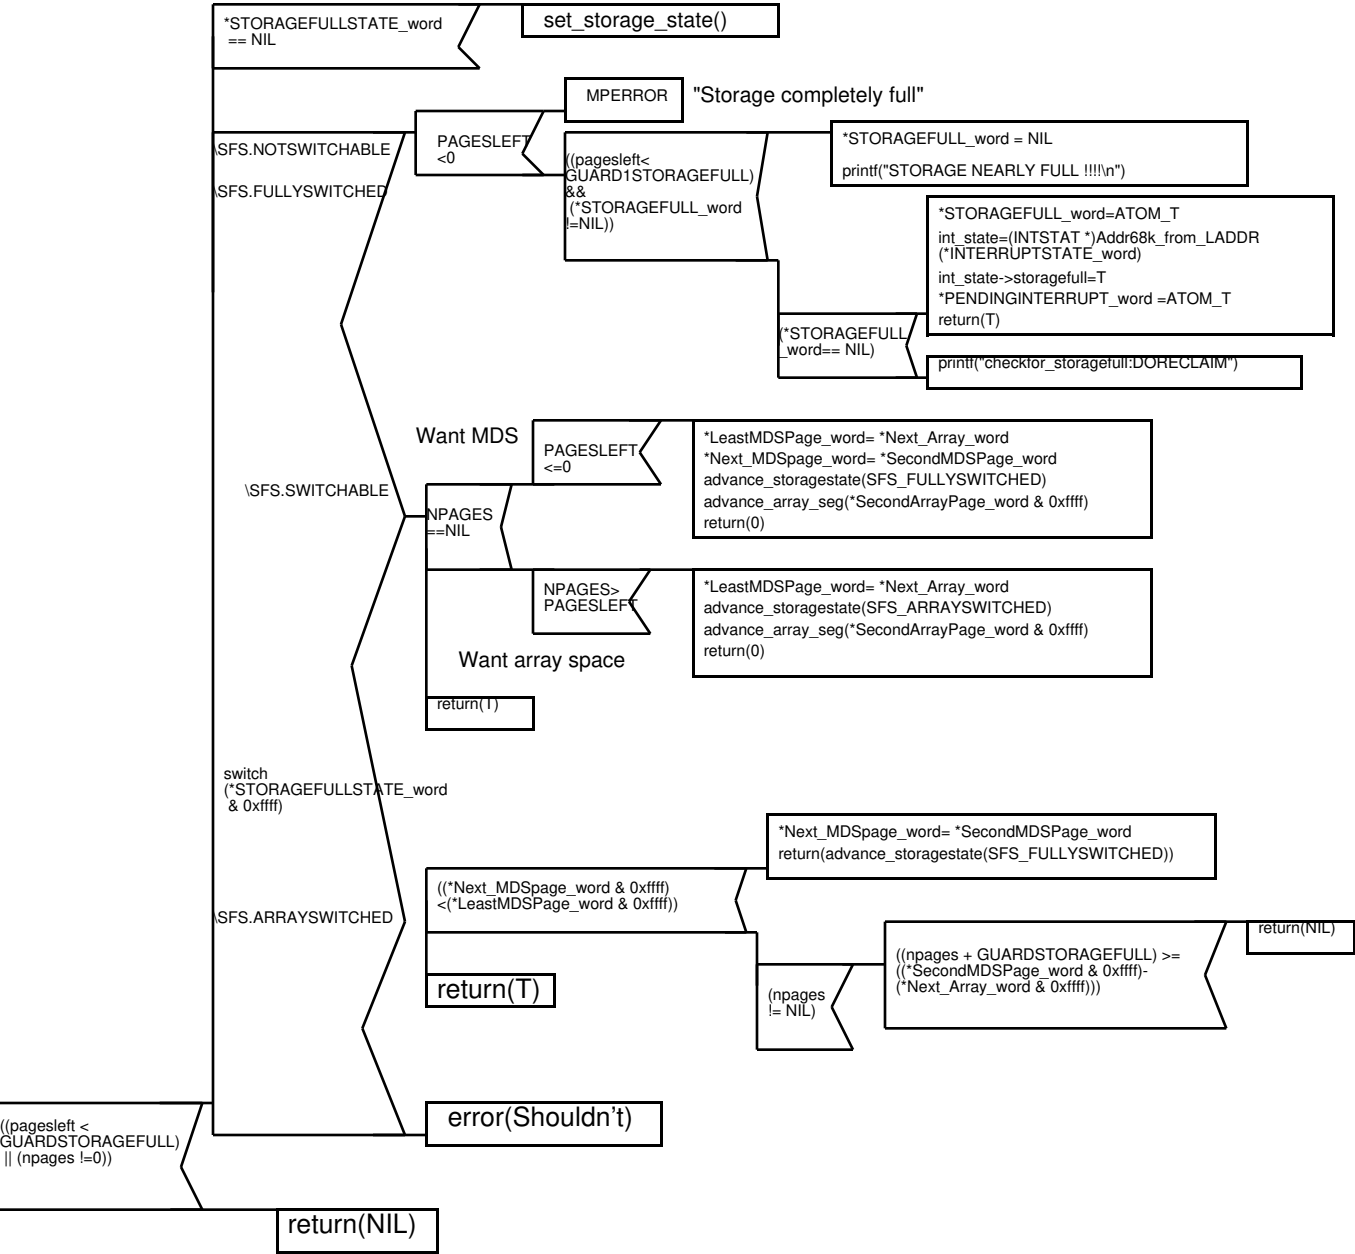 *STORAGEFULLSTATE_word
== NIL
set_storage_state()
MPERROR
"Storage completely full"
PAGESLEFT
<0
\SFS.NOTSWITCHABLE
\SFS.FULLYSWITCHED
((pagesleft<
GUARD1STORAGEFULL)
&&
(*STORAGEFULL_word
!=NIL))
*STORAGEFULL_word = NIL
printf("STORAGE NEARLY FULL !!!!\n")
*STORAGEFULL_word=ATOM_T
int_state=(INTSTAT *)Addr68k_from_LADDR
(*INTERRUPTSTATE_word)
int_state->storagefull=T
*PENDINGINTERRUPT_word =ATOM_T
return(T)
(*STORAGEFULL
_word== NIL)
printf("checkfor_storagefull:DORECLAIM")
Want MDS
PAGESLEFT
<=0
*LeastMDSPage_word= *Next_Array_word
*Next_MDSpage_word= *SecondMDSPage_word
advance_storagestate(SFS_FULLYSWITCHED)
advance_array_seg(*SecondArrayPage_word & 0xffff)
return(0)
\SFS.SWITCHABLE
NPAGES
==NIL
NPAGES>
PAGESLEFT
*LeastMDSPage_word= *Next_Array_word
advance_storagestate(SFS_ARRAYSWITCHED)
advance_array_seg(*SecondArrayPage_word & 0xffff)
return(0)
Want array space
return(T)
switch
(*STORAGEFULLSTATE_word
& 0xffff)
*Next_MDSpage_word= *SecondMDSPage_word
return(advance_storagestate(SFS_FULLYSWITCHED))
((*Next_MDSpage_word & 0xffff)
<(*LeastMDSPage_word & 0xffff))
\SFS.ARRAYSWITCHED
return(NIL)
((npages + GUARDSTORAGEFULL) >=
((*SecondMDSPage_word & 0xffff)-
(*Next_Array_word & 0xffff)))
return(T)
(npages
!= NIL)
error(Shouldn't)
((pagesleft <
GUARDSTORAGEFULL)
|| (npages !=0))
return(NIL)